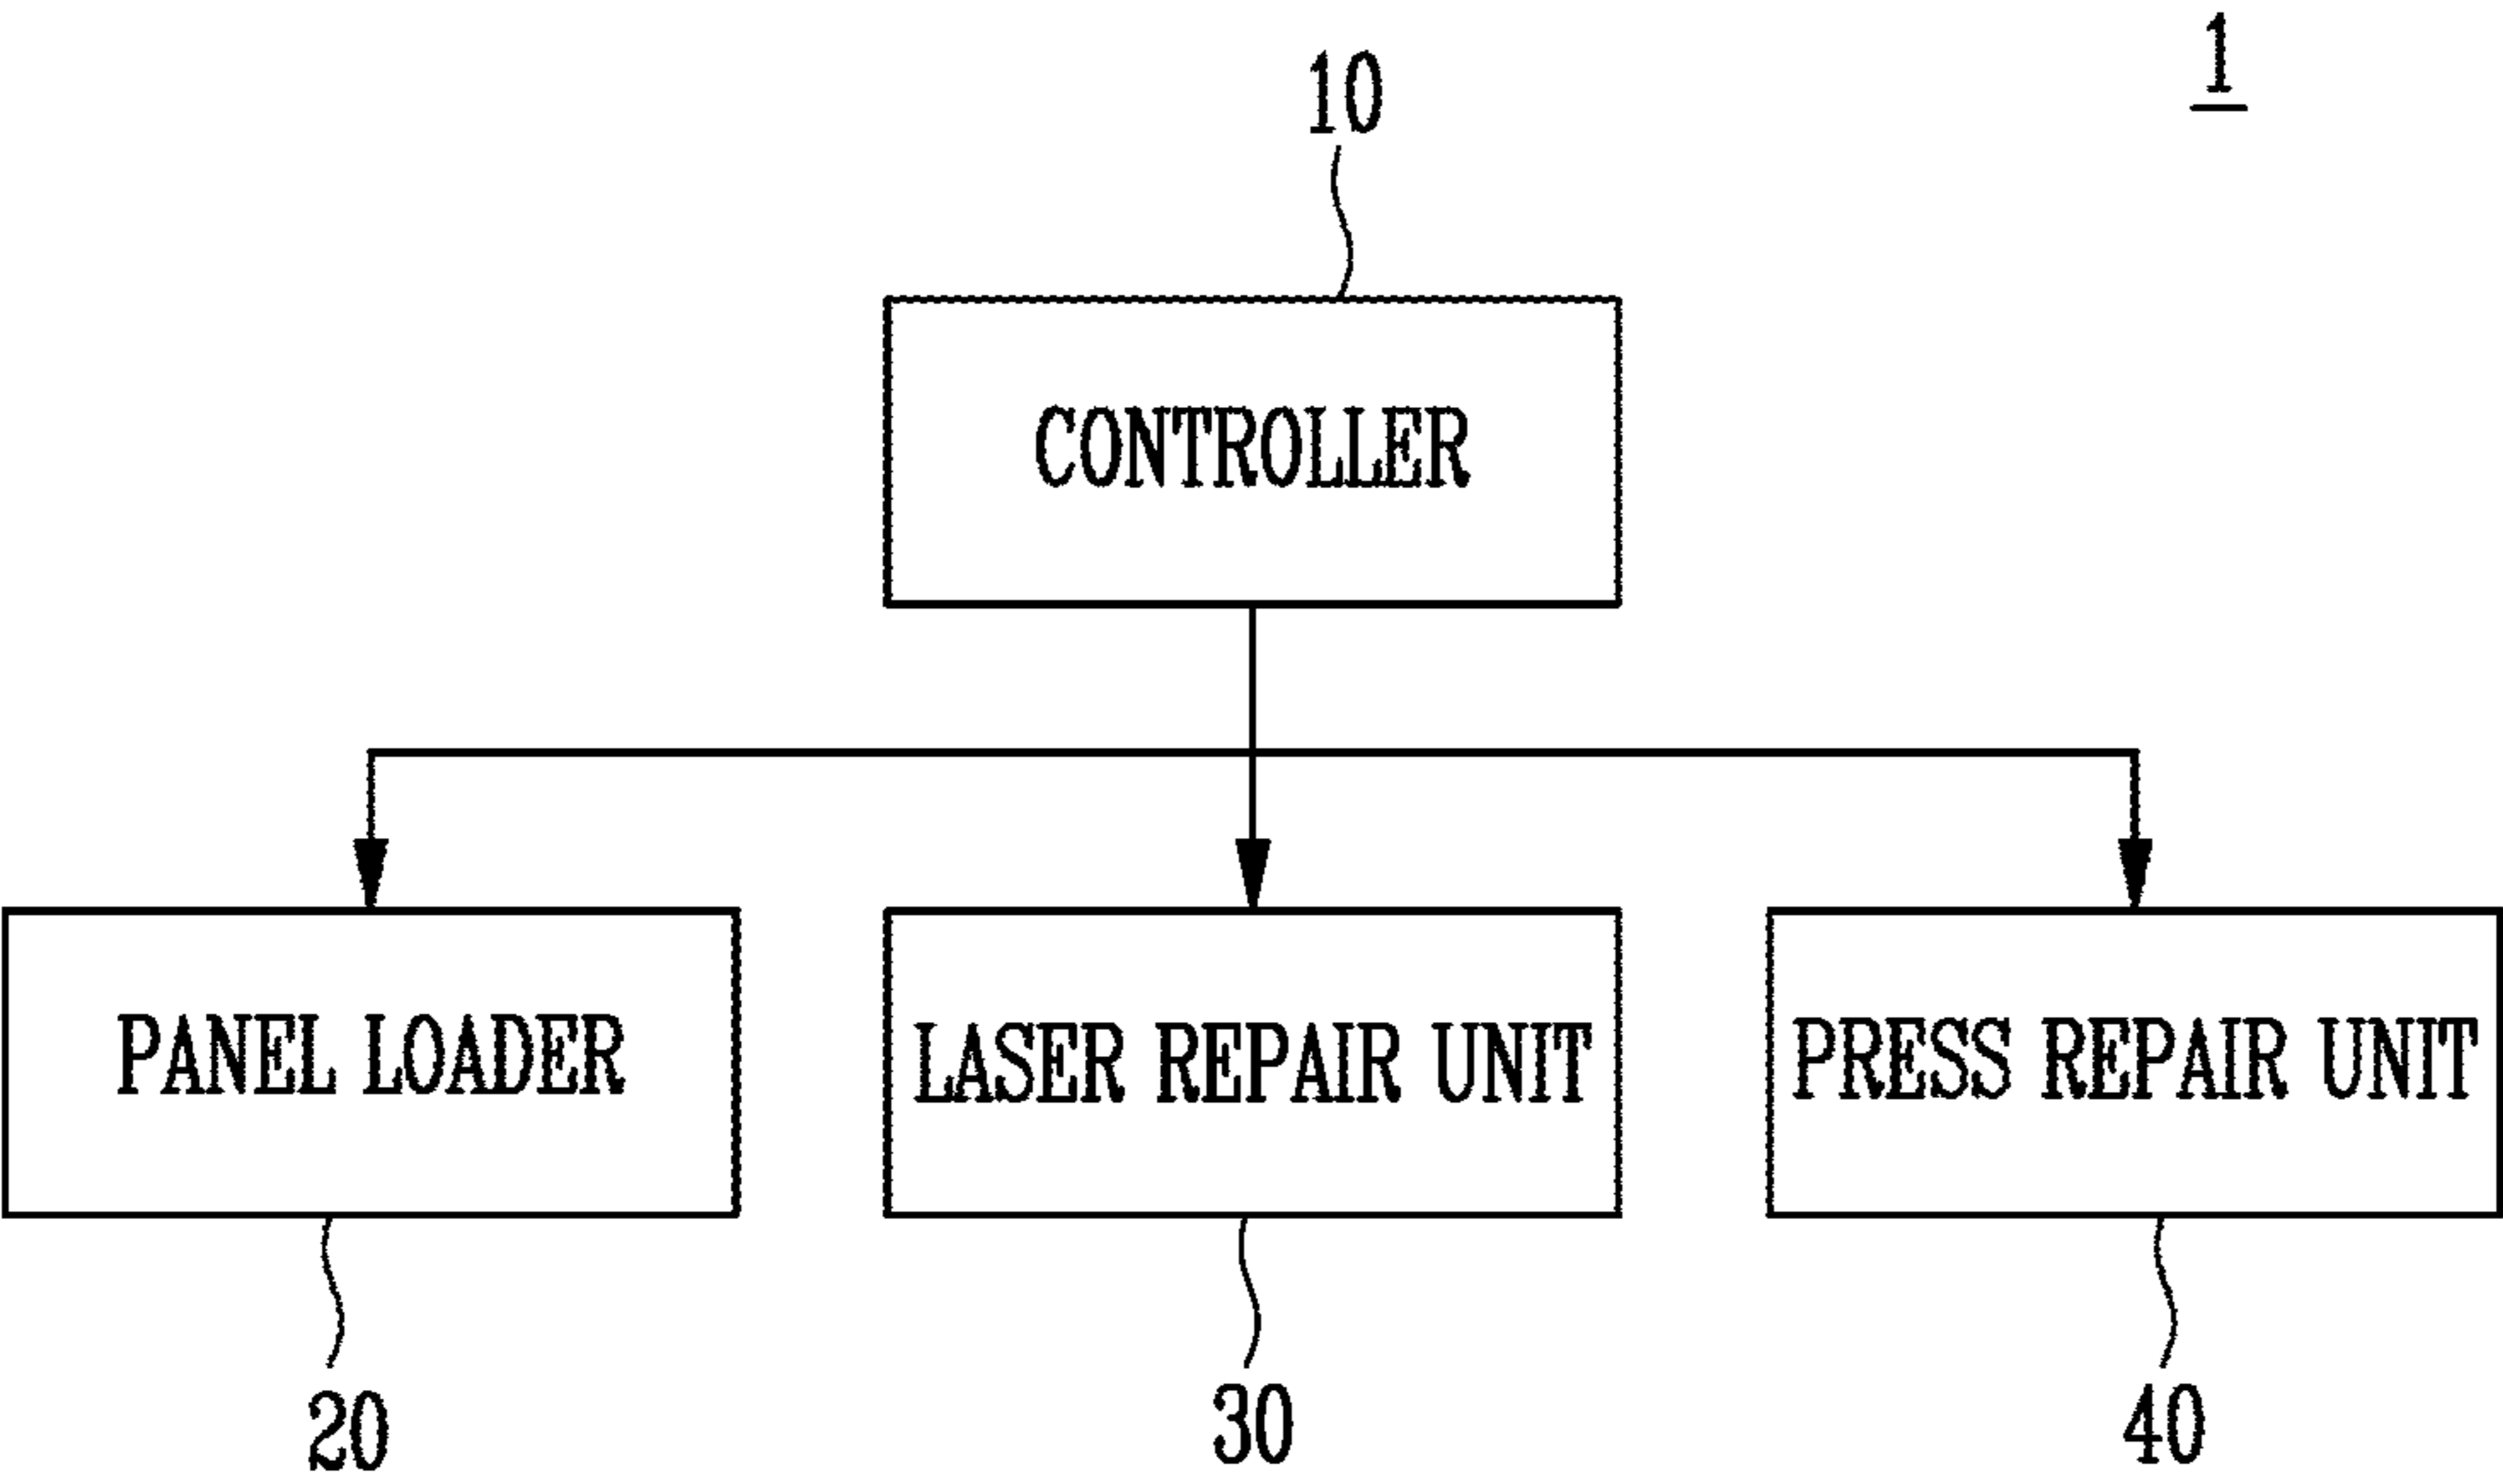 1
10
CONTROLLER
PANEL LOADER
LASER REPAIR UNIT
PRESS REPAIR UNIT
20
30
40